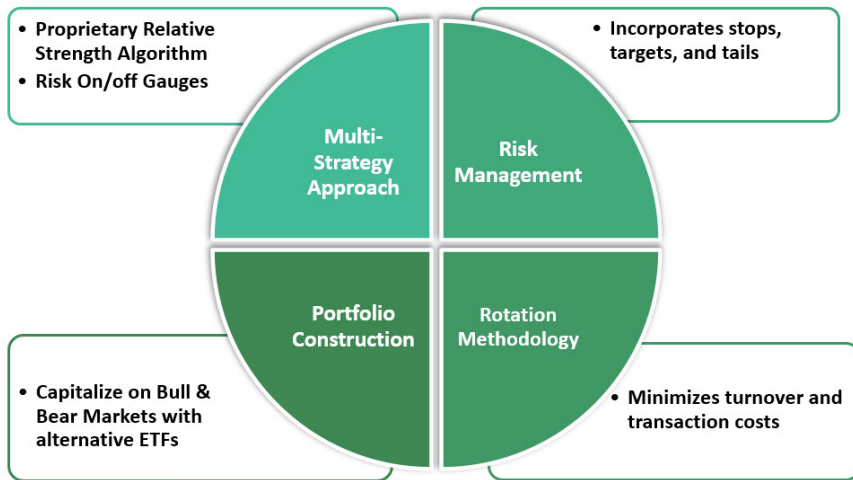 • Proprietary Relative
Strength Algorithm
• Risk On/off Gauges
• Incorporates stops,
targets, and tails
Multi-
Strategy
Approach
Risk
Management
Portfolio
Construction
Rotation
Methodology
• Capitalize on Bull &
Bear Markets with
alternative ETFs
• Minimizes turnover and
transaction costs